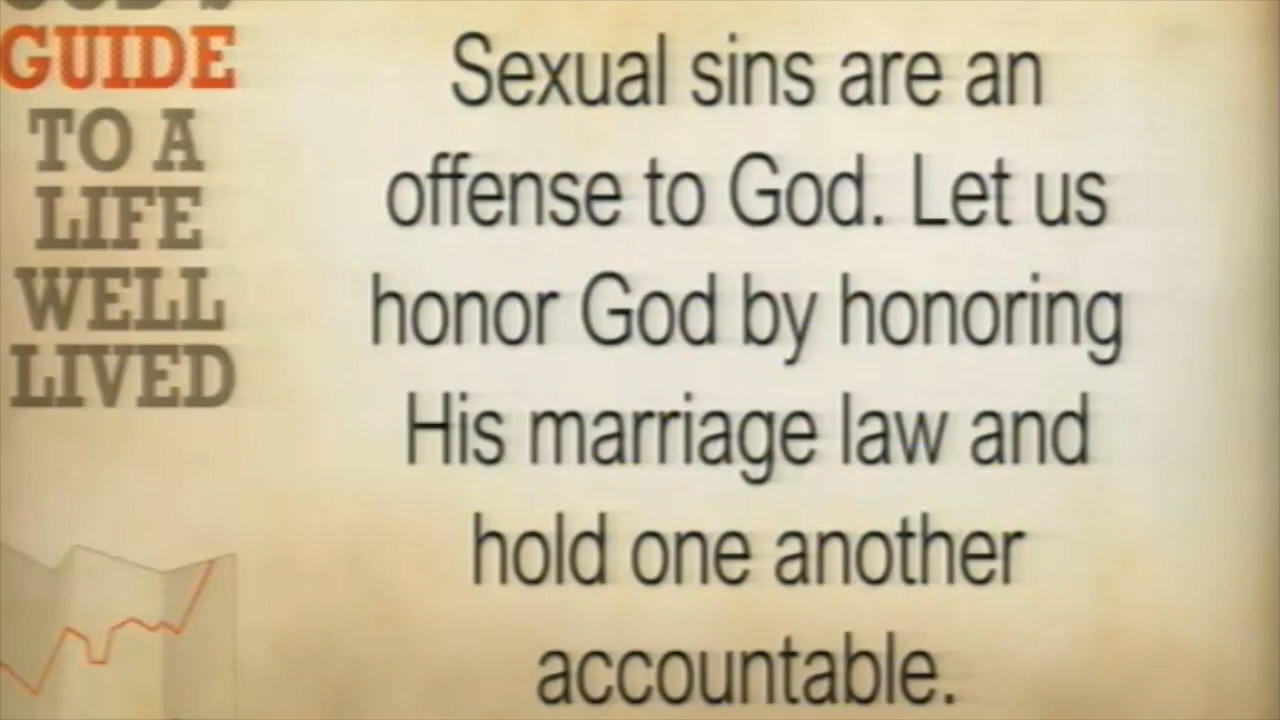 GOD'S
GUIDE
TO A
LIFE
WELL
LIVED
Sexual sins are an
offense to God. Let us
honor God by honoring
His marriage law and
hold one another
accountable.